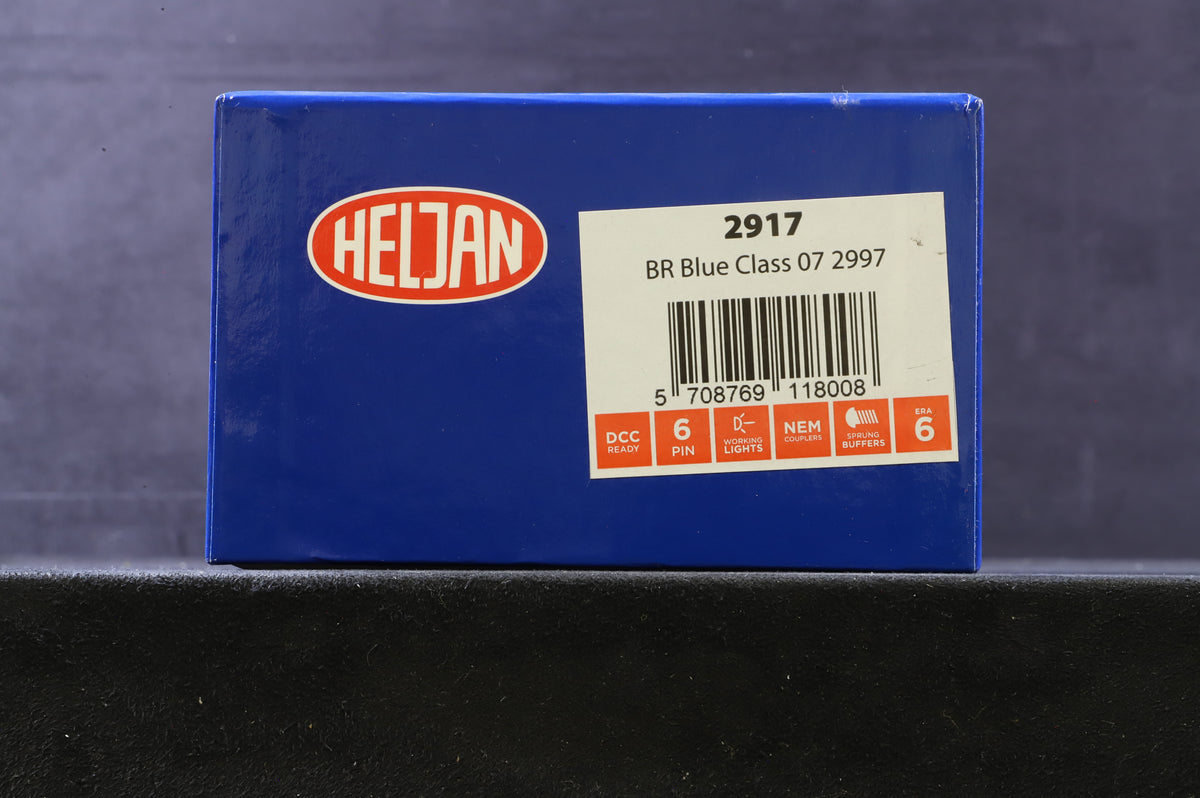 HELJAN
2917
BR Blue Class 07 2997
5 708769 118008
DCC
READY
6
PIN
WORKING
LIGHTS
NEM
COUPLERS
SPRUNG
BUFFERS
ERA
6